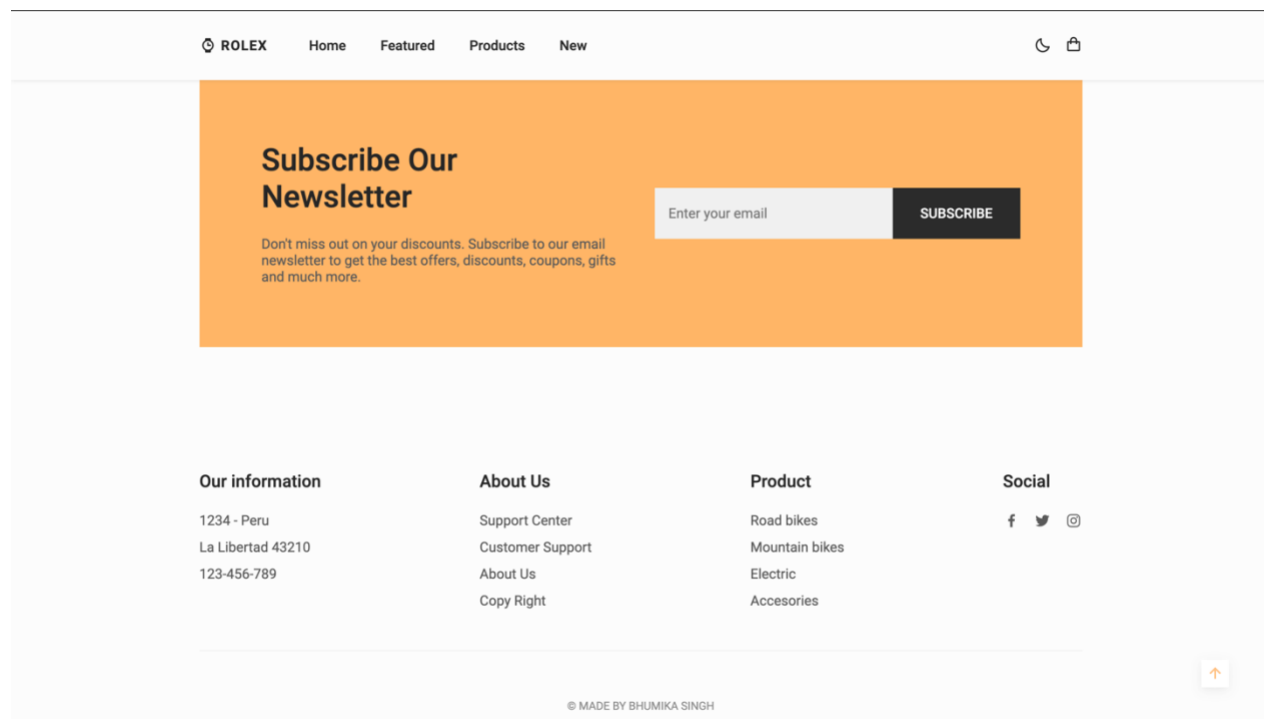 ROLEX Home Featured Products New
Subscribe Our
Newsletter
Don't miss out on your discounts. Subscribe to our email
newsletter to get the best offers, discounts, coupons, gifts
and much more.
Enter your email
SUBSCRIBE
Our information
1234 - Peru
La Libertad 43210
123-456-789
About Us
Support Center
Customer Support
About Us
Copy Right
Product
Road bikes
Mountain bikes
Electric
Accesories
Social
© MADE BY BHUMIKA SINGH